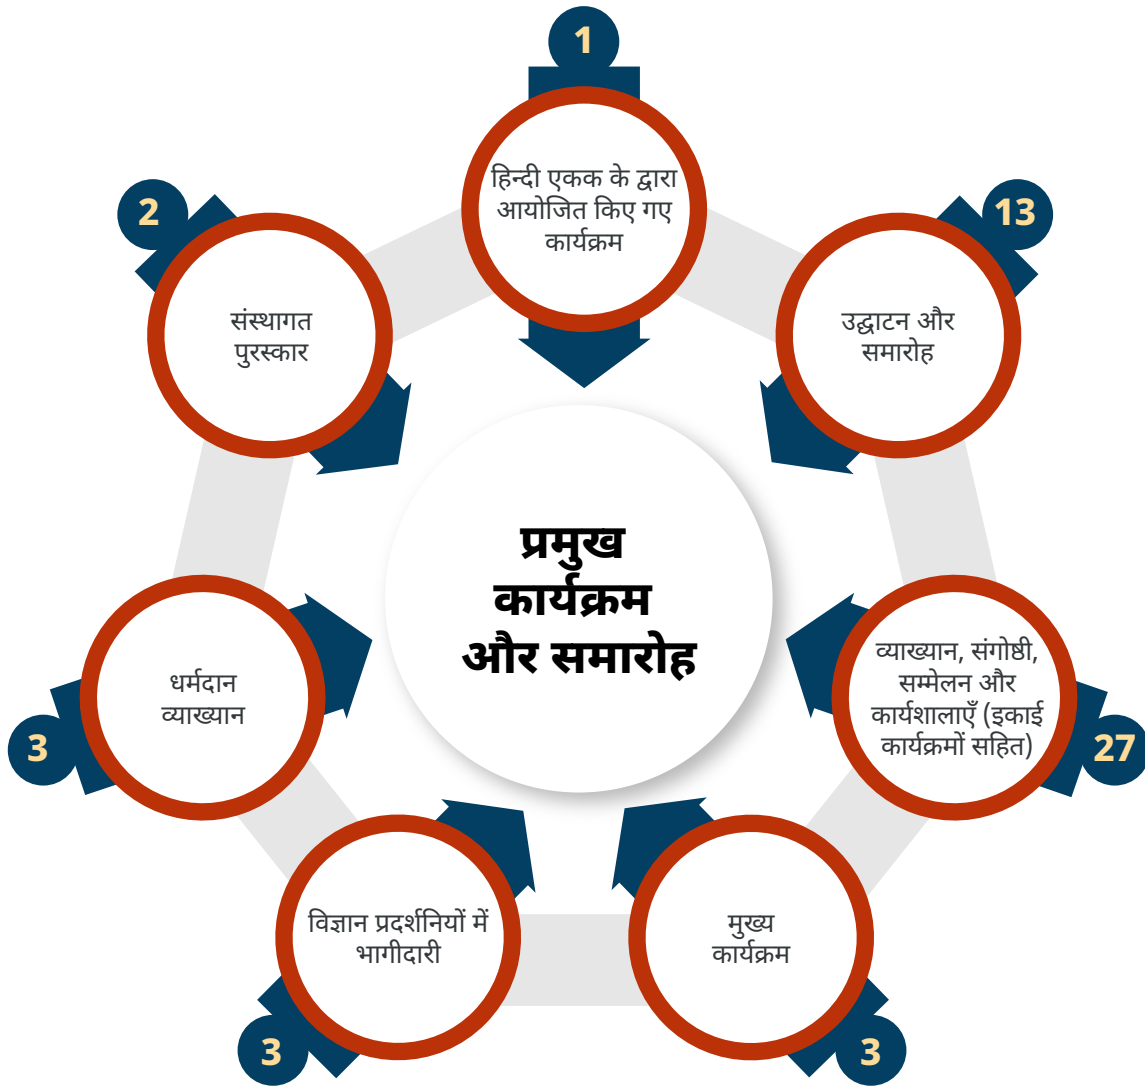 1
हिन्दी एकक के द्वारा
आयोजित किए गए
कार्यक्रम
13
उद्घाटन और
समारोह
27
व्याख्यान, संगोष्ठी,
सम्मेलन और
कार्यशालाएँ (इकाई
कार्यक्रमों सहित)
3
मुख्य
कार्यक्रम
3
विज्ञान प्रदर्शनियों में
भागीदारी
3
धर्मदान
व्याख्यान
2
संस्थागत
पुरस्कार
प्रमुख
कार्यक्रम
और समारोह